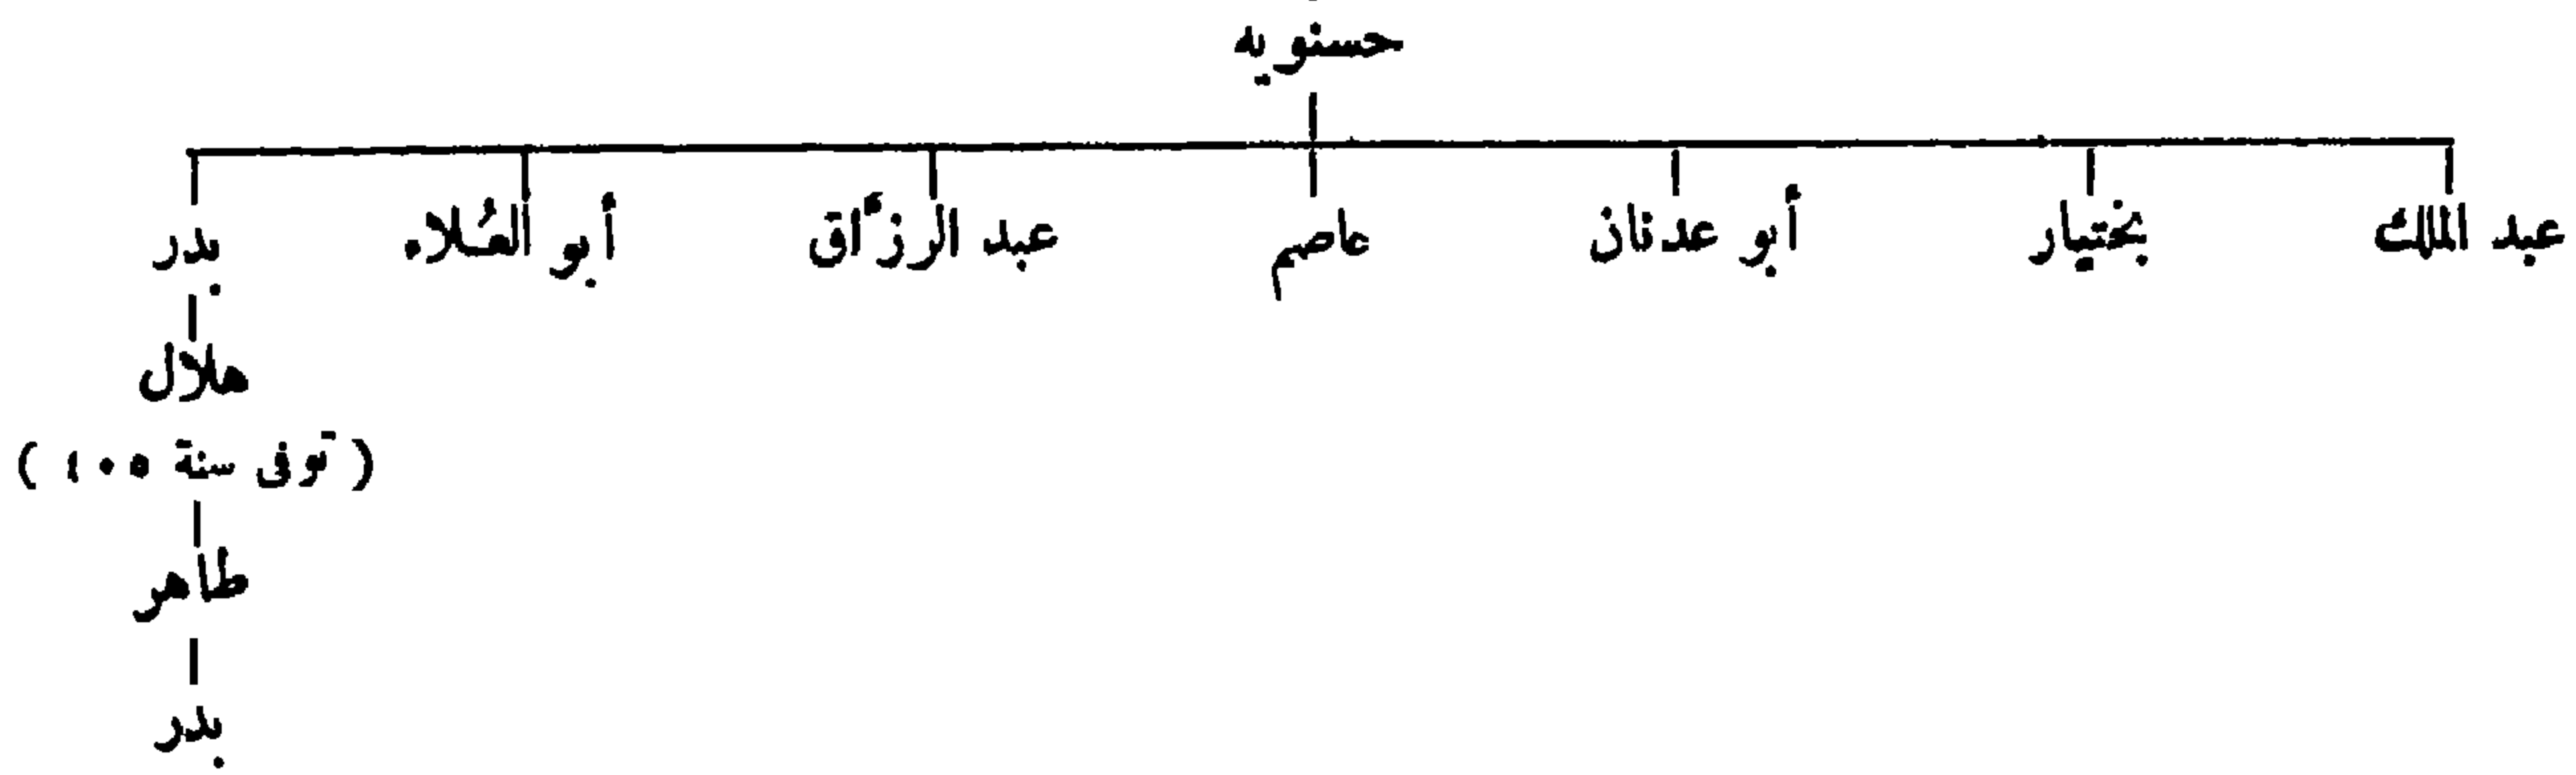 حسنويه
عبد الملك بختيار أبو عدنان عاصم عبد الرزّاق أبو العُلاء بدر
هلال
( توفى سنة ٤٠٥ )
طاهر
بدر